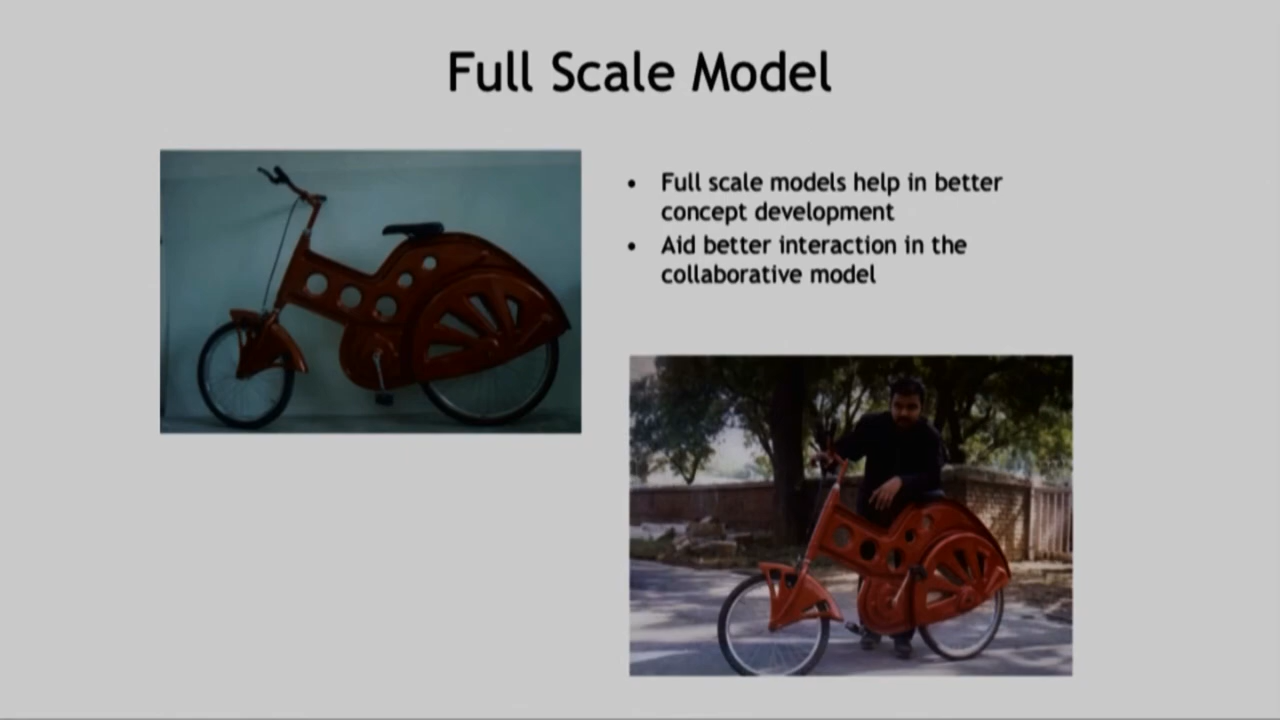 Full Scale Model
• Full scale models help in better
concept development
• Aid better interaction in the
collaborative model